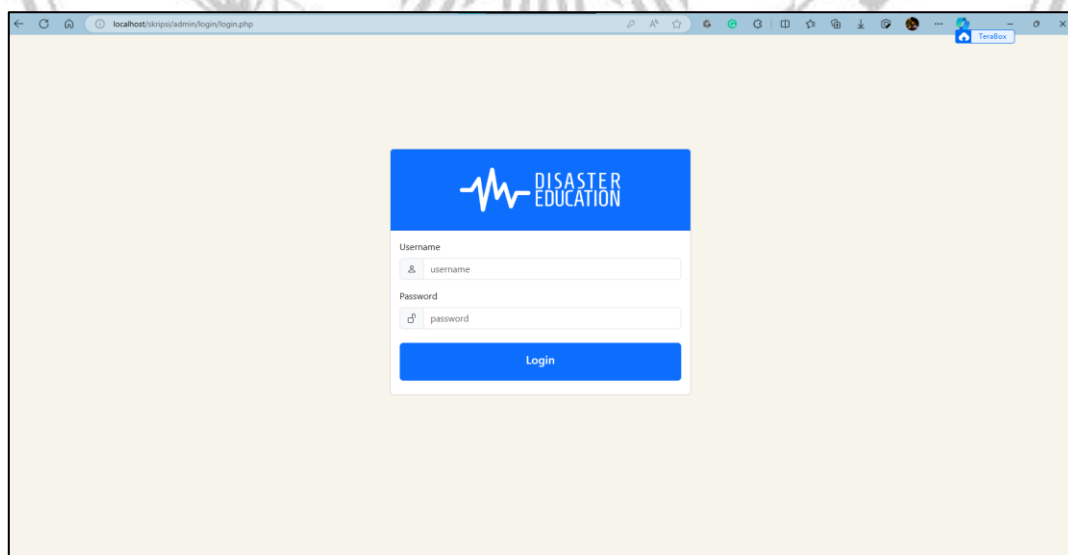 localhost/skripsi/admin/login/login.php
TeraBox
DISASTER
EDUCATION
Username
username
Password
password
Login